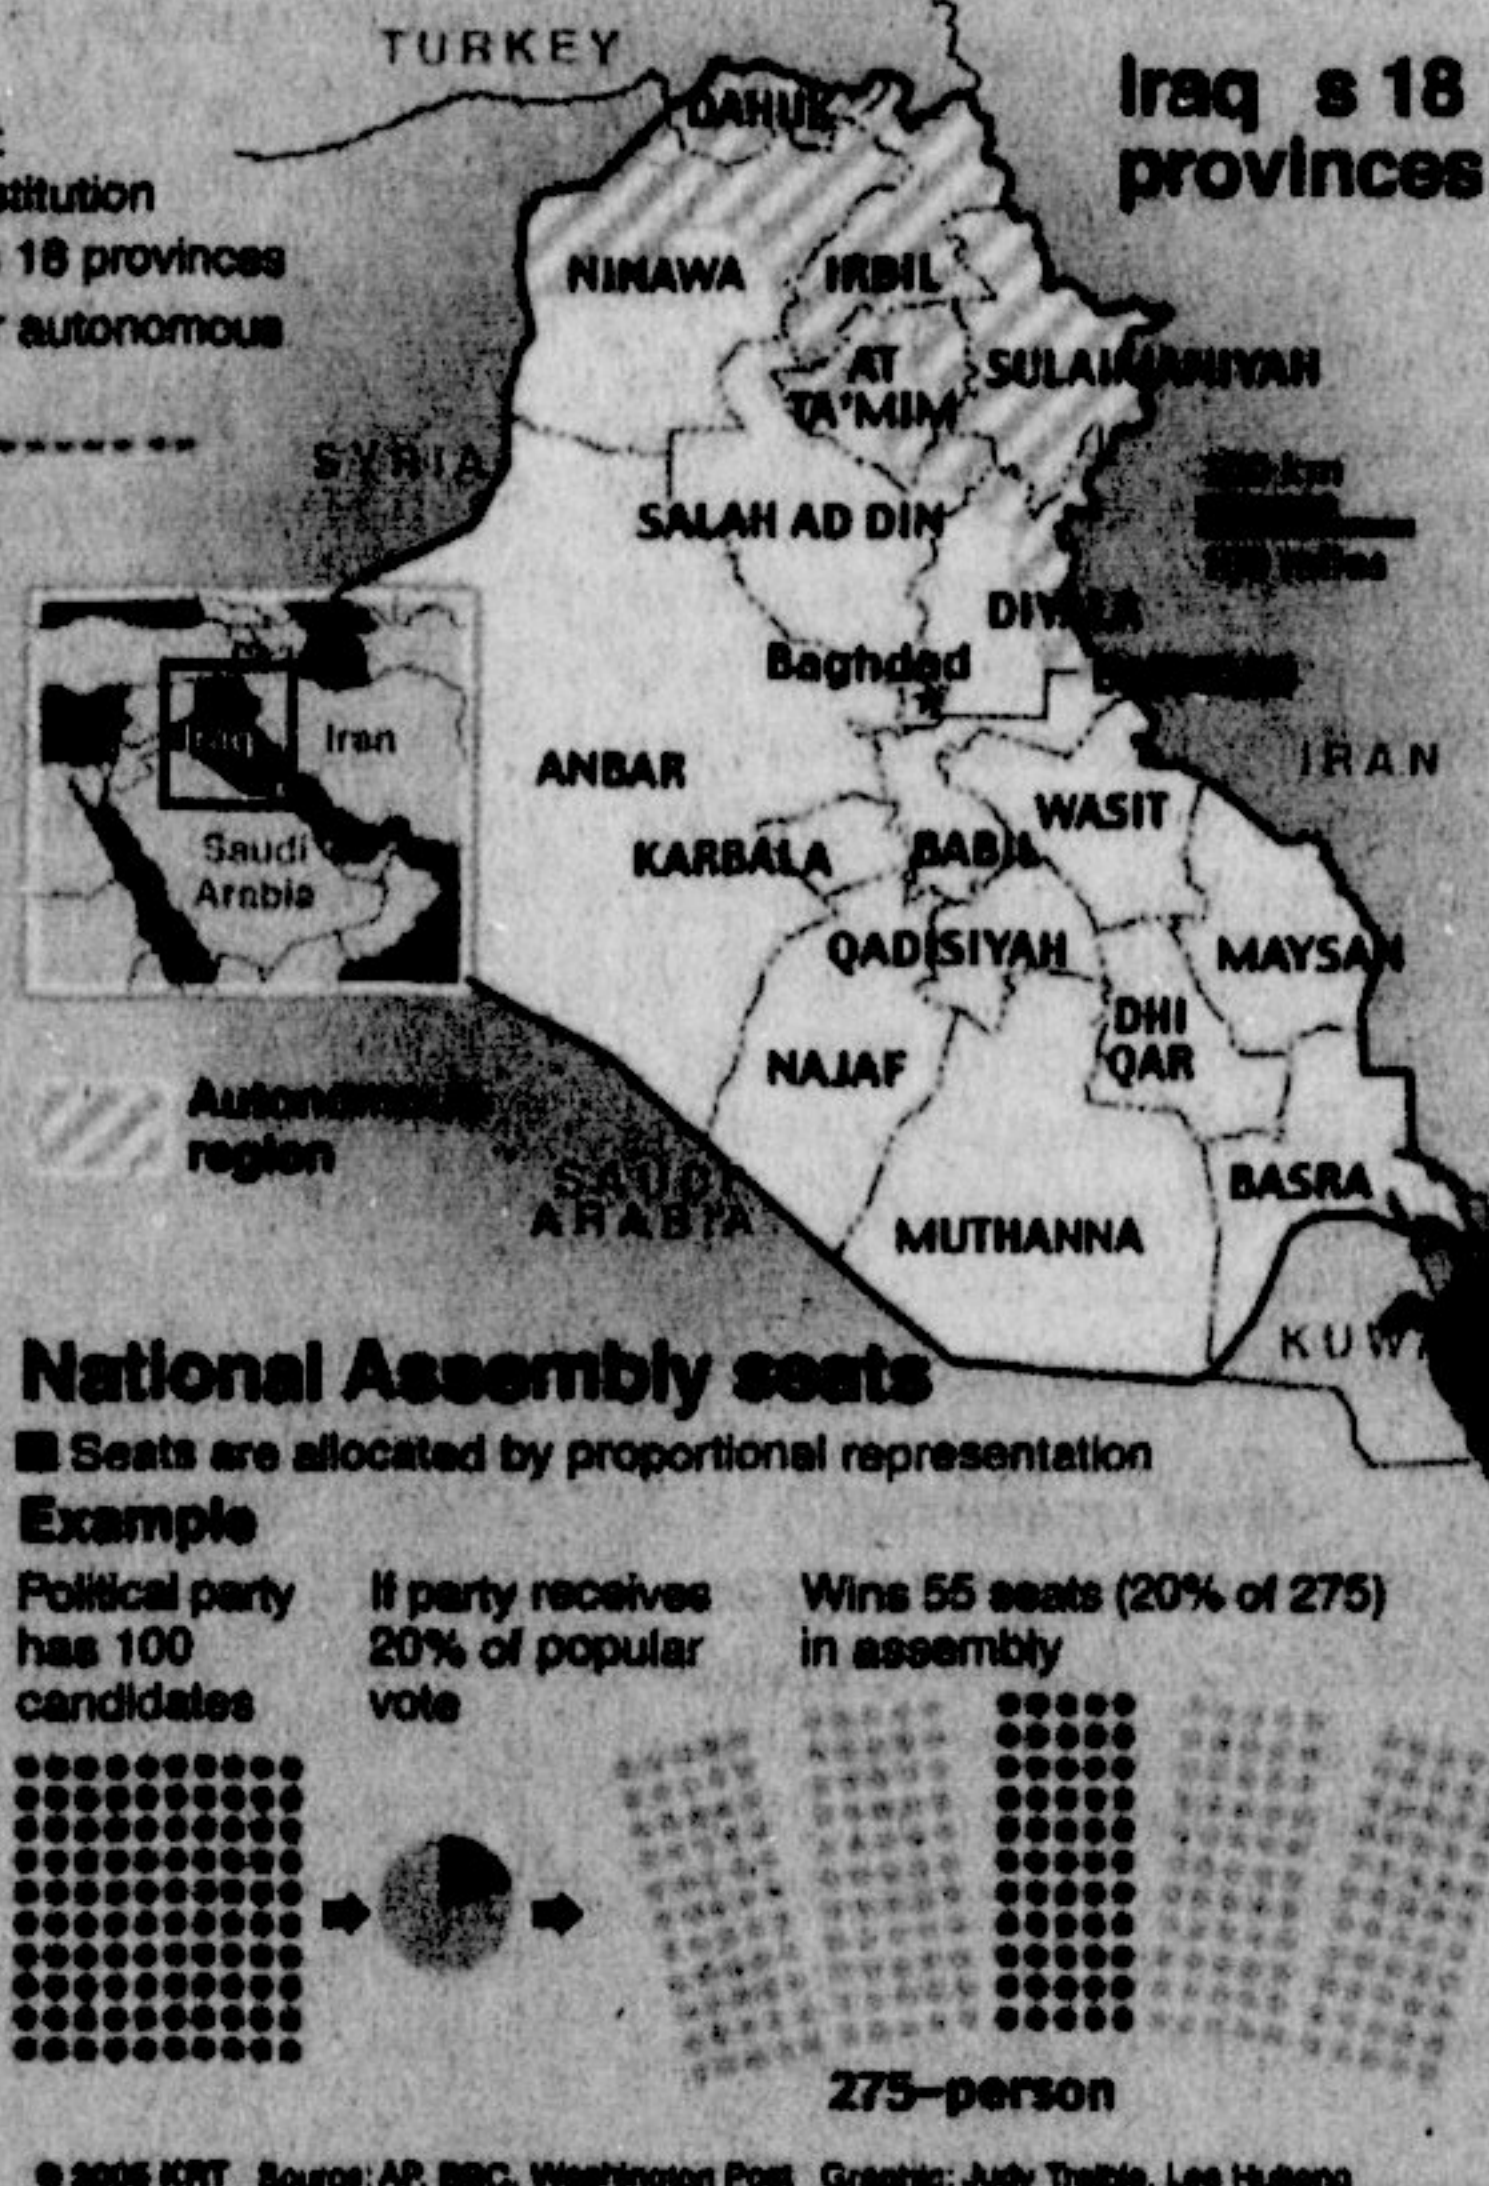 TURKEY
Iraq s 18
provinces
stitution
18 provinces
autonomous
DAHUK
NINAWA
IRBIL
AT
TA'MIM
SULAIMANIYAH
SYRIA
SALAH AD DIN
DIYALA
Baghdad
IRAN
ANBAR
WASIT
KARBALA
BABIL
QADISIYAH
MAYSAN
DHI
QAR
NAJAF
BASRA
MUTHANNA
Iraq
Iran
Saudi
Arabia
Autonomous
region
SAUDI
ARABIA
KUW
National Assembly seats
Seats are allocated by proportional representation
Example
Political party
has 100
candidates
If party receives
20% of popular
vote
Wins 55 seats (20% of 275)
in assembly
275-person
© 2005 KRT Source: AP, BBC, Washington Post Graphic: Judy Treible, Lee Hulteng